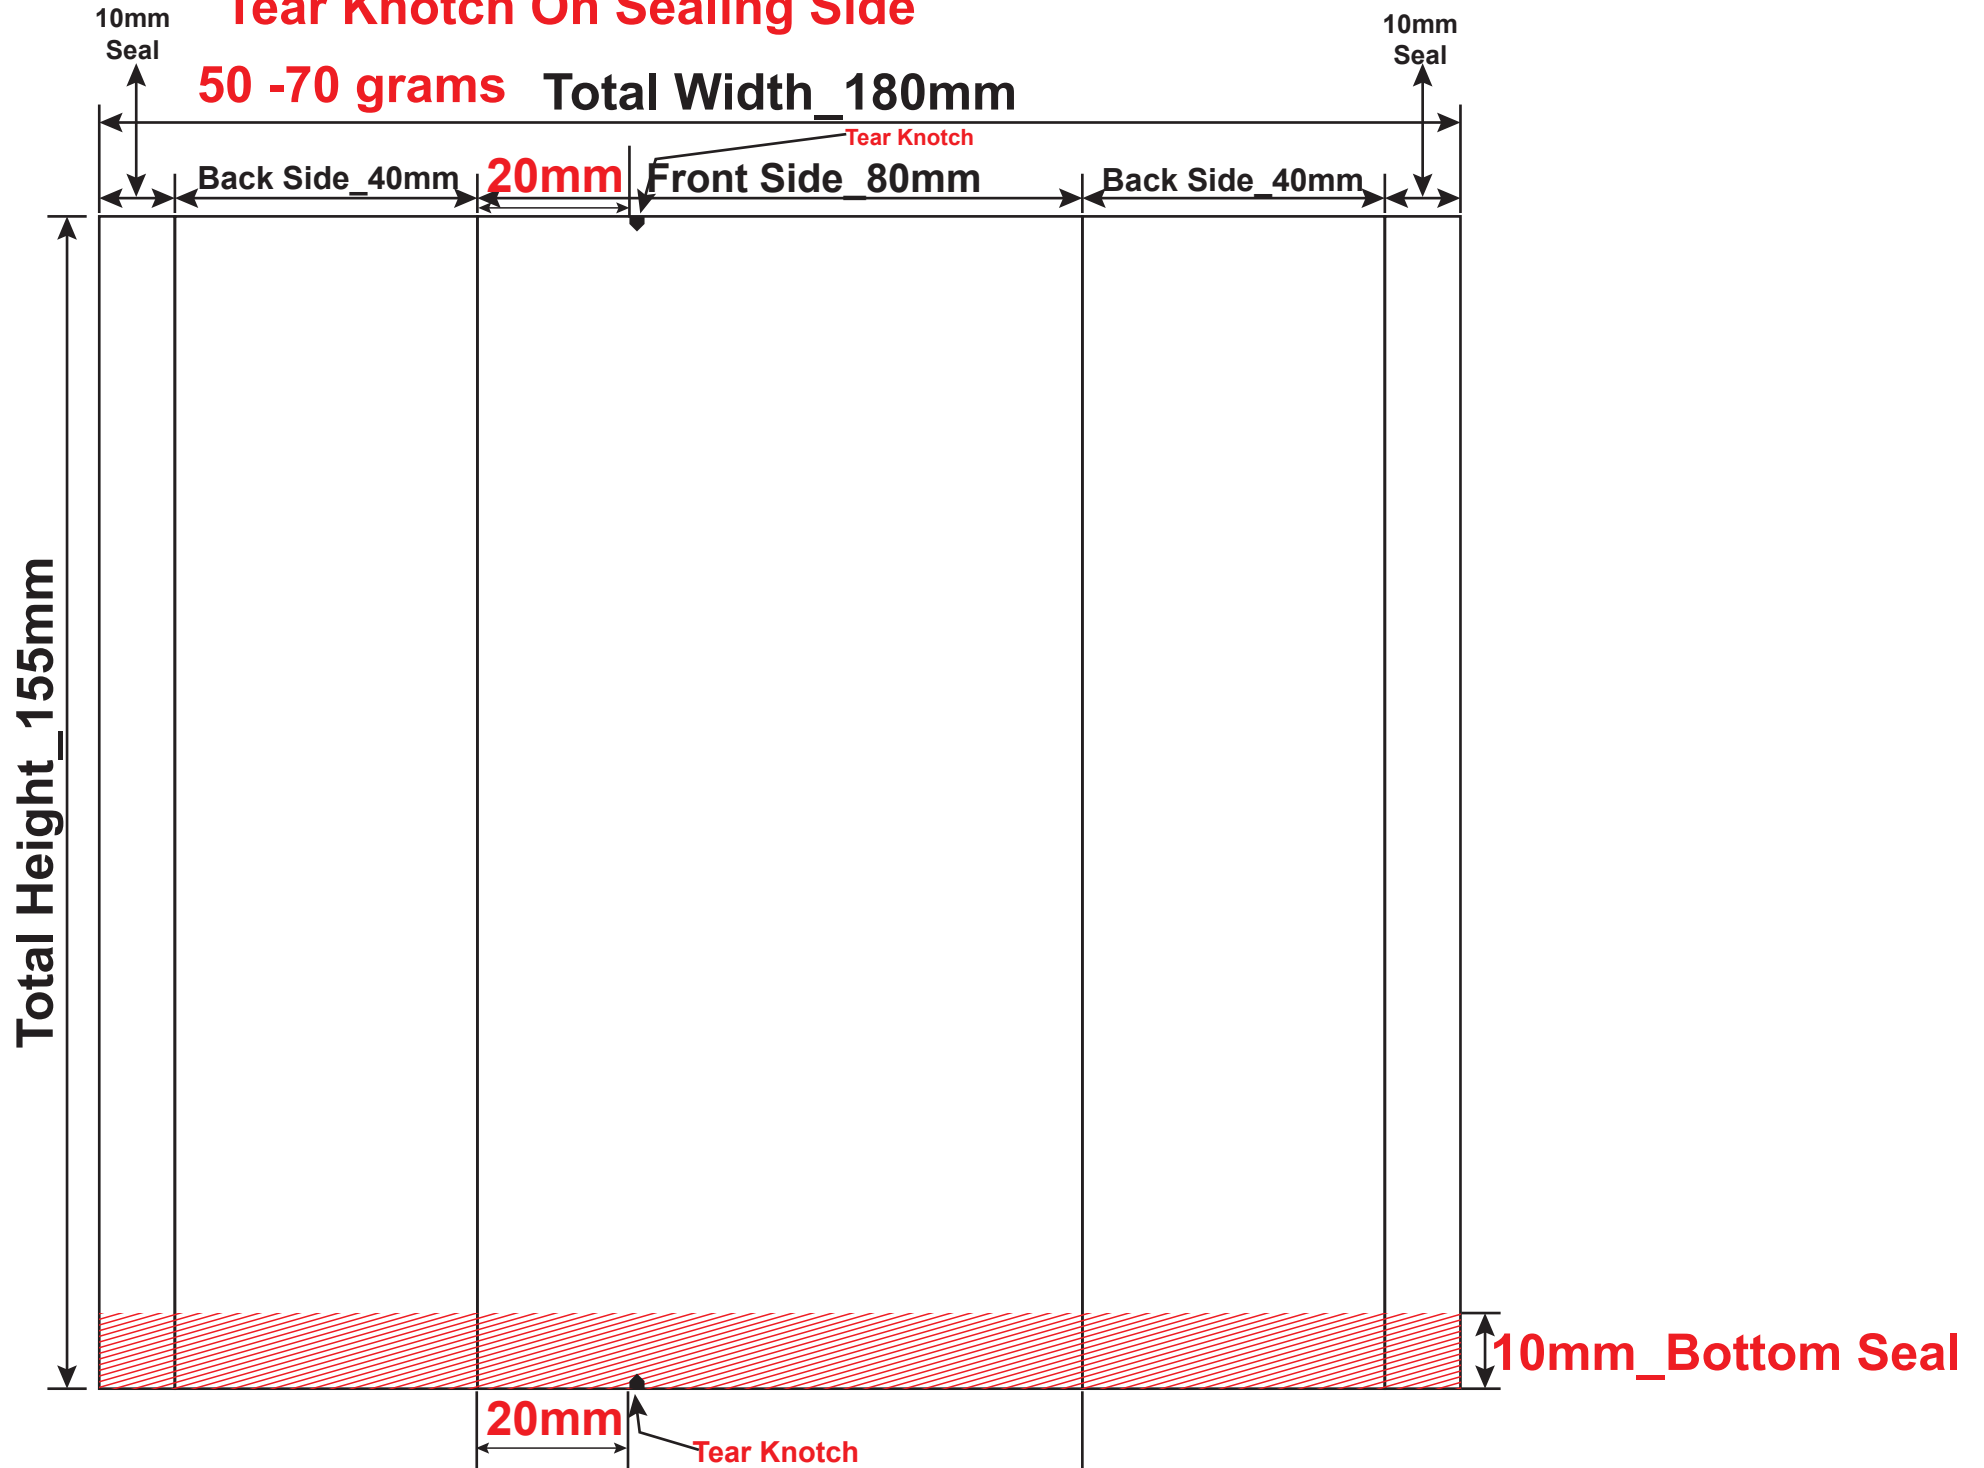 Tear Knotch On Sealing Side
10mm
Seal
10mm
Seal
50 -70 grams
Total Width_180mm
Tear Knotch
Back Side_40mm
20mm
Front Side_80mm
Back Side_40mm
Total Height_155mm
10mm_Bottom Seal
20mm
Tear Knotch